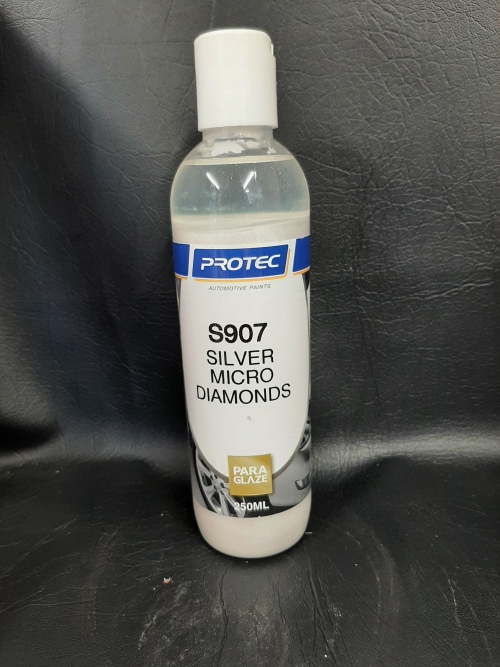 PROTEC
AUTOMOTIVE PAINTS
S907
SILVER
MICRO
DIAMONDS
PARA
GLAZE
250ML